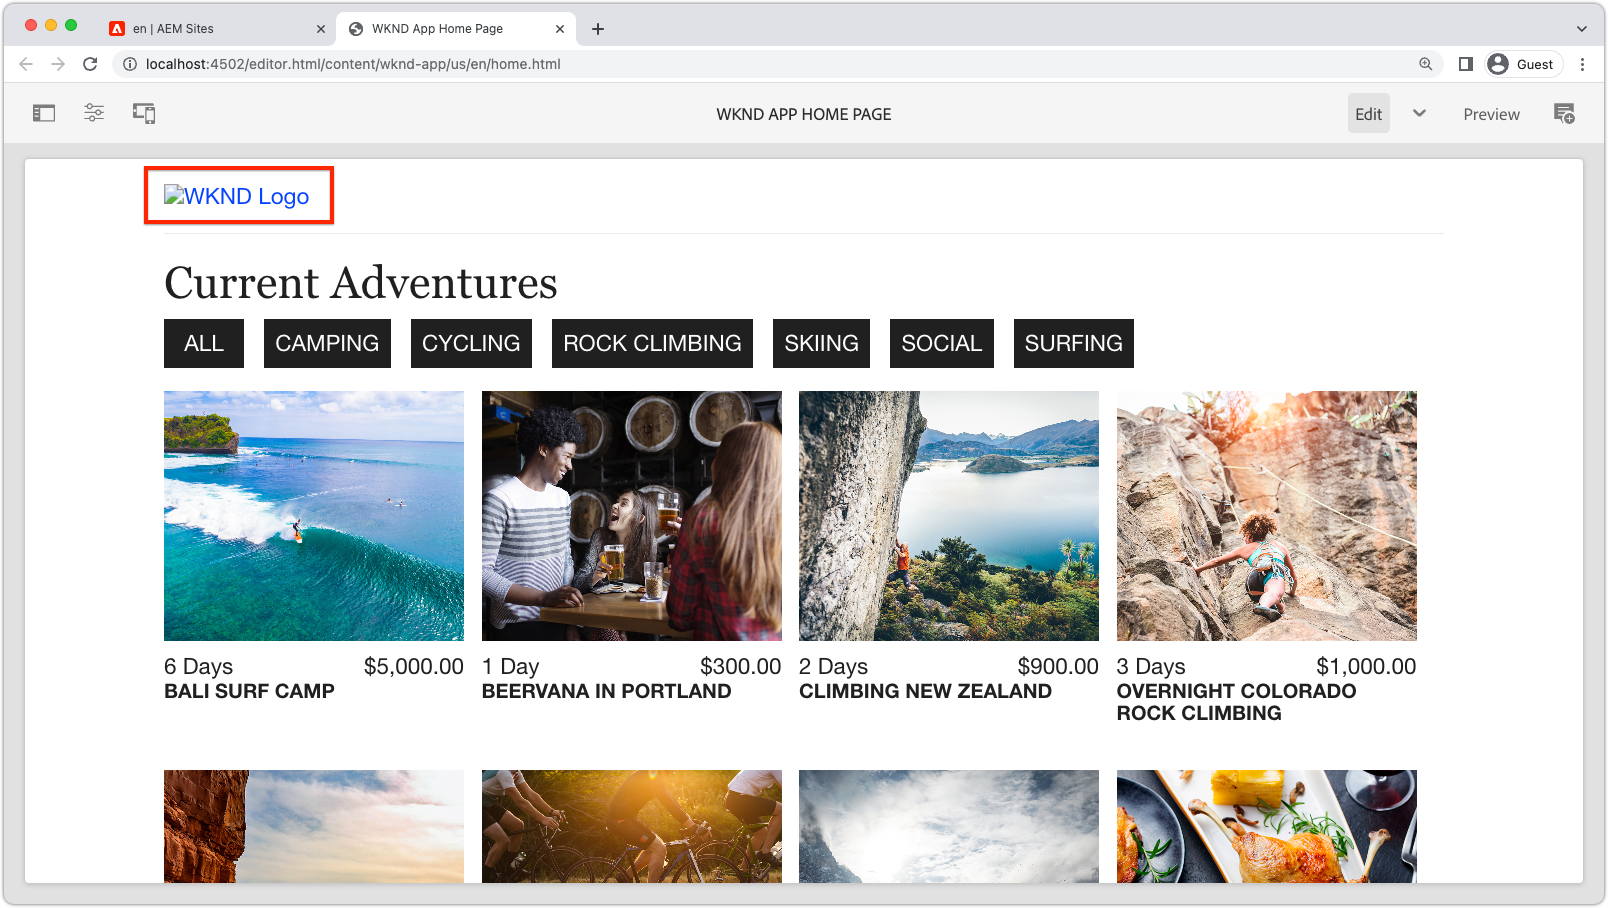 en | AEM Sites
WKND App Home Page
localhost:4502/editor.html/content/wknd-app/us/en/home.html
Guest
WKND APP HOME PAGE
Edit
Preview
WKND Logo
Current Adventures
ALL CAMPING CYCLING ROCK CLIMBING SKIING SOCIAL SURFING
6 Days $5,000.00
BALI SURF CAMP
1 Day $300.00
BEERVANA IN PORTLAND
2 Days $900.00
CLIMBING NEW ZEALAND
3 Days $1,000.00
OVERNIGHT COLORADO
ROCK CLIMBING